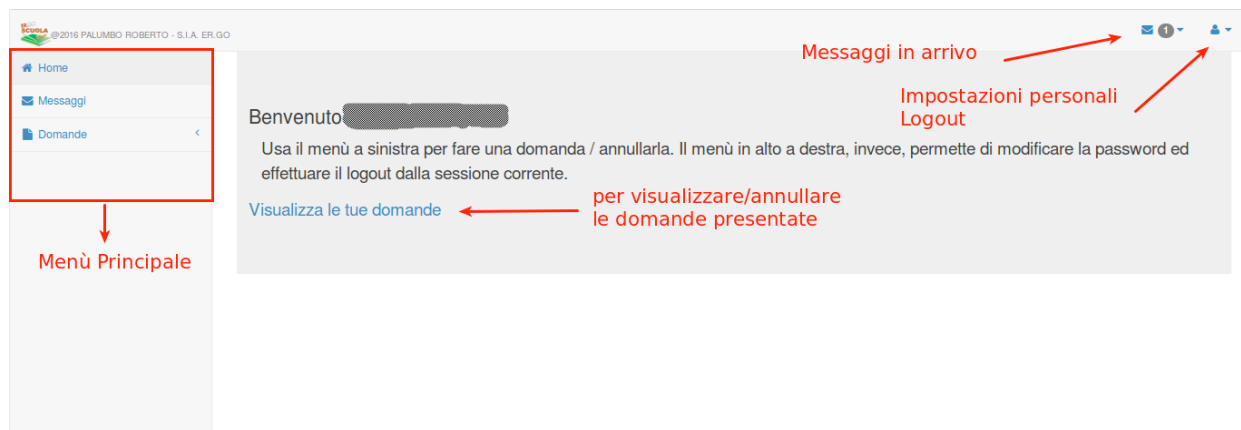 ER.GO
SCUOLA
@2016 PALUMBO ROBERTO - S.I.A. ER.GO
1
Messaggi in arrivo
Home
Messaggi
Domande
Impostazioni personali
Logout
Benvenuto
Usa il menù a sinistra per fare una domanda / annullarla. Il menù in alto a destra, invece, permette di modificare la password ed
effettuare il logout dalla sessione corrente.
Visualizza le tue domande
per visualizzare/annullare
le domande presentate
Menù Principale